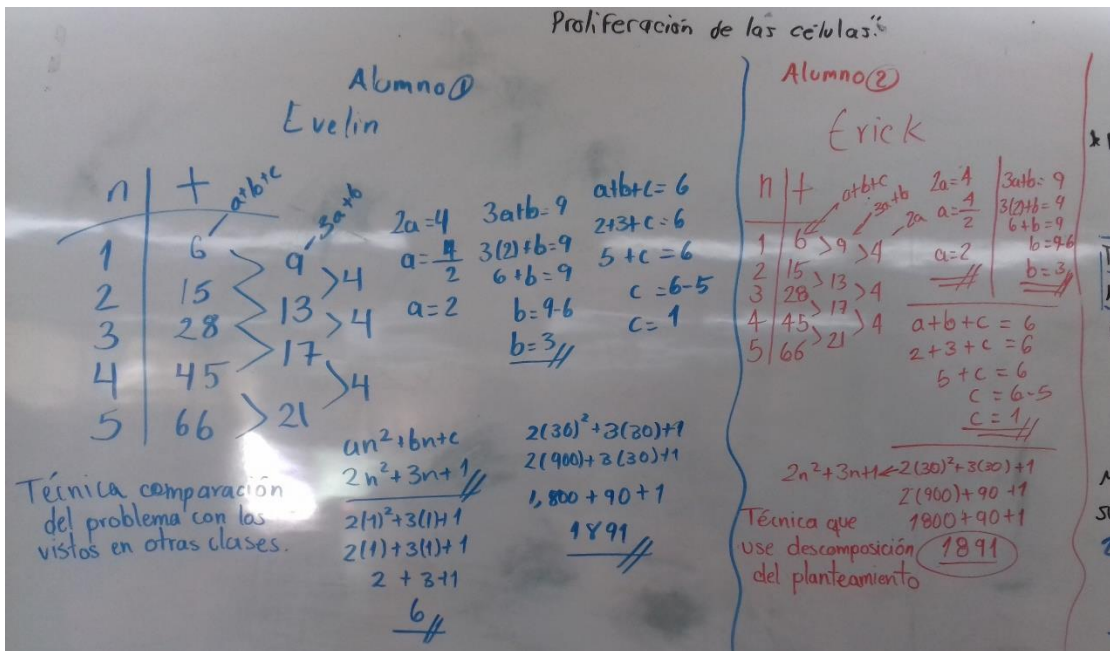 Proliferación de las células."
Alumno ①
Evelin
n | t
a+b+c
3a+b
1 | 6 > 9 > 4
2 | 15 > 13 > 4
3 | 28 > 17 > 4
4 | 45 > 21
5 | 66
2a=4
a=4/2
a=2
3a+b=9
3(2)+b=9
6+b=9
b=9-6
b=3
a+b+c=6
2+3+c=6
5+c=6
c=6-5
c=1
an²+bn+c
2n²+3n+1
2(1)²+3(1)+1
2(1)+3(1)+1
2+3+1
6
2(30)²+3(30)+1
2(900)+3(30)+1
1,800+90+1
1891
Técnica comparación
del problema con los
vistos en otras clases.
Alumno ②
Erick
n | t
a+b+c
3a+b
2a
1 | 6 > 9 > 4
2 | 15 > 13 > 4
3 | 28 > 17 > 4
4 | 45 > 21
5 | 66
2a=4
a=4/2
a=2
3a+b=9
3(2)+b=9
6+b=9
b=9-6
b=3
a+b+c=6
2+3+c=6
5+c=6
c=6-5
c=1
2n²+3n+1←2(30)²+3(30)+1
2(900)+90+1
1800+90+1
1891
Técnica que
use descomposición
del planteamiento